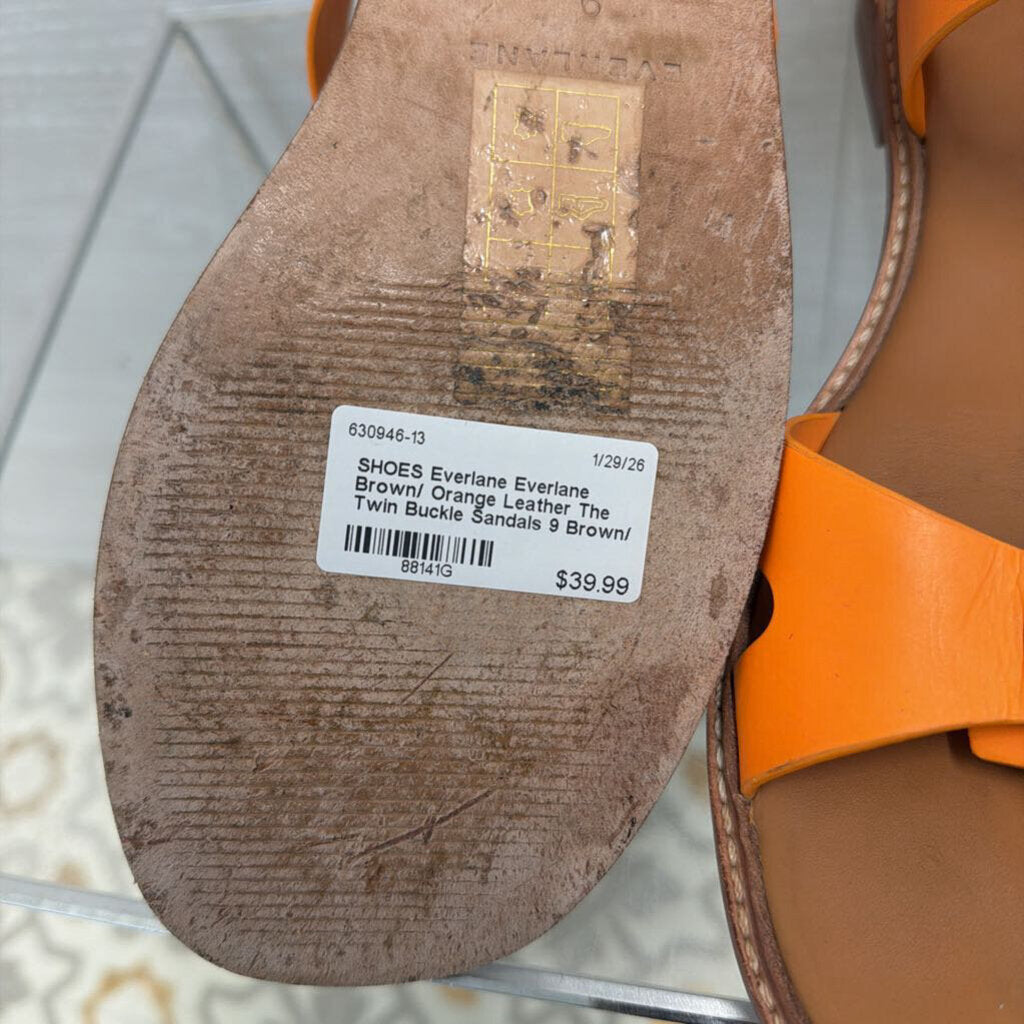 9
EVERLANE
630946-13
1/29/26
SHOES Everlane Everlane
Brown/ Orange Leather The
Twin Buckle Sandals 9 Brown/
88141G
$39.99